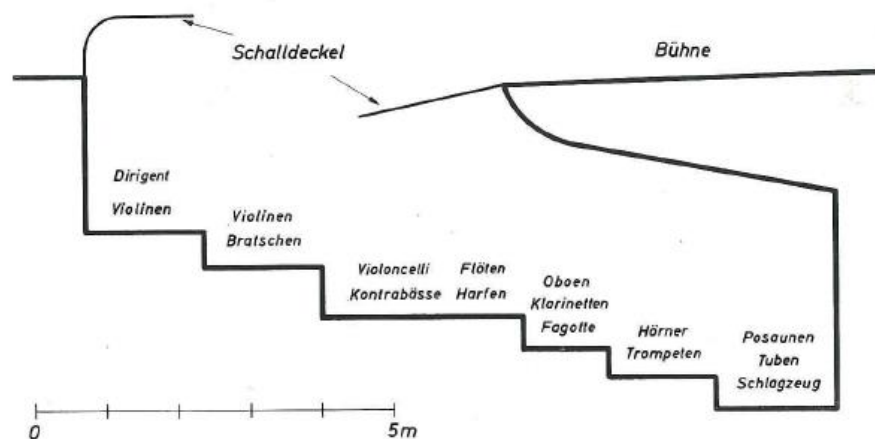 Schalldeckel
Bühne
Dirigent
Violinen
Violinen
Bratschen
Violoncelli
Kontrabässe
Flöten
Harfen
Oboen
Klarinetten
Fagotte
Hörner
Trompeten
Posaunen
Tuben
Schlagzeug
0
5m